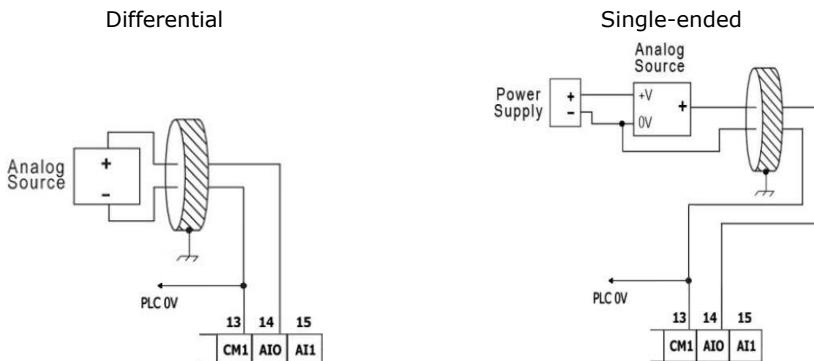 Differential
Analog
Source
+
-
PLC 0V
13 14 15
CM1 AI0 AI1
Single-ended
Analog
Source
Power
Supply
+
-
+V
0V
+
PLC 0V
13 14 15
CM1 AI0 AI1